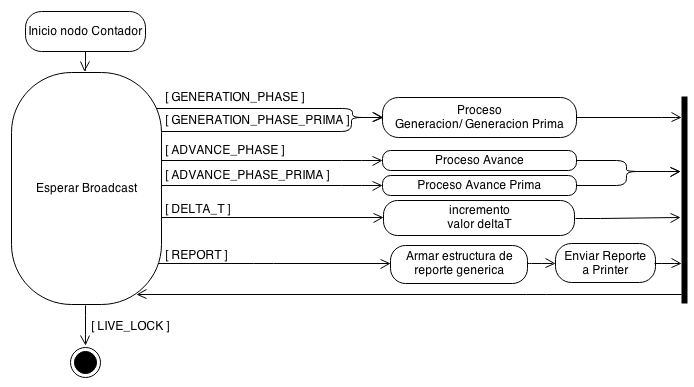 Inicio nodo Contador
[ GENERATION_PHASE ]
[ GENERATION_PHASE_PRIMA ]
Proceso
Generacion/ Generacion Prima
[ ADVANCE_PHASE ]
Proceso Avance
[ ADVANCE_PHASE_PRIMA ]
Proceso Avance Prima
Esperar Broadcast
[ DELTA_T ]
incremento
valor deltaT
[ REPORT ]
Armar estructura de
reporte generica
Enviar Reporte
a Printer
[ LIVE_LOCK ]